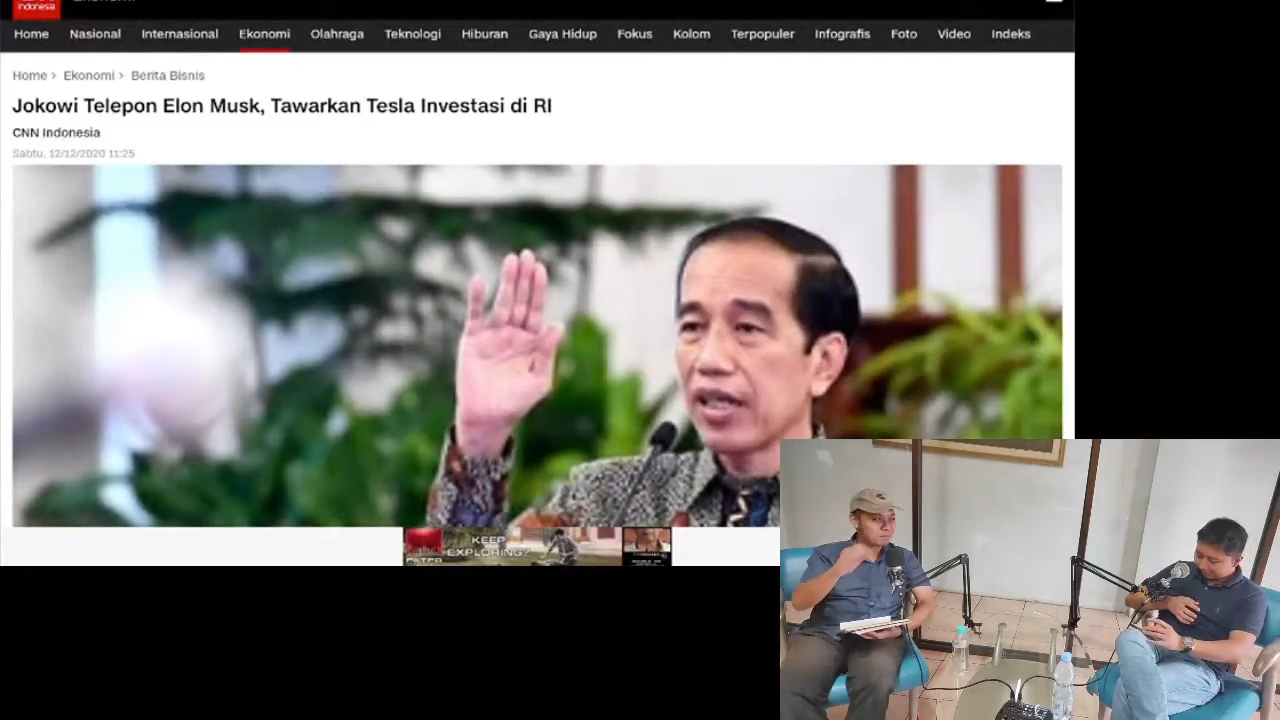 Indonesia
Home Nasional Internasional Ekonomi Olahraga Teknologi Hiburan Gaya Hidup Fokus Kolom Terpopuler Infografis Foto Video Indeks
Home > Ekonomi > Berita Bisnis
Jokowi Telepon Elon Musk, Tawarkan Tesla Investasi di RI
CNN Indonesia
Sabtu, 12/12/2020 11:25
KEEP
EXPLORING?